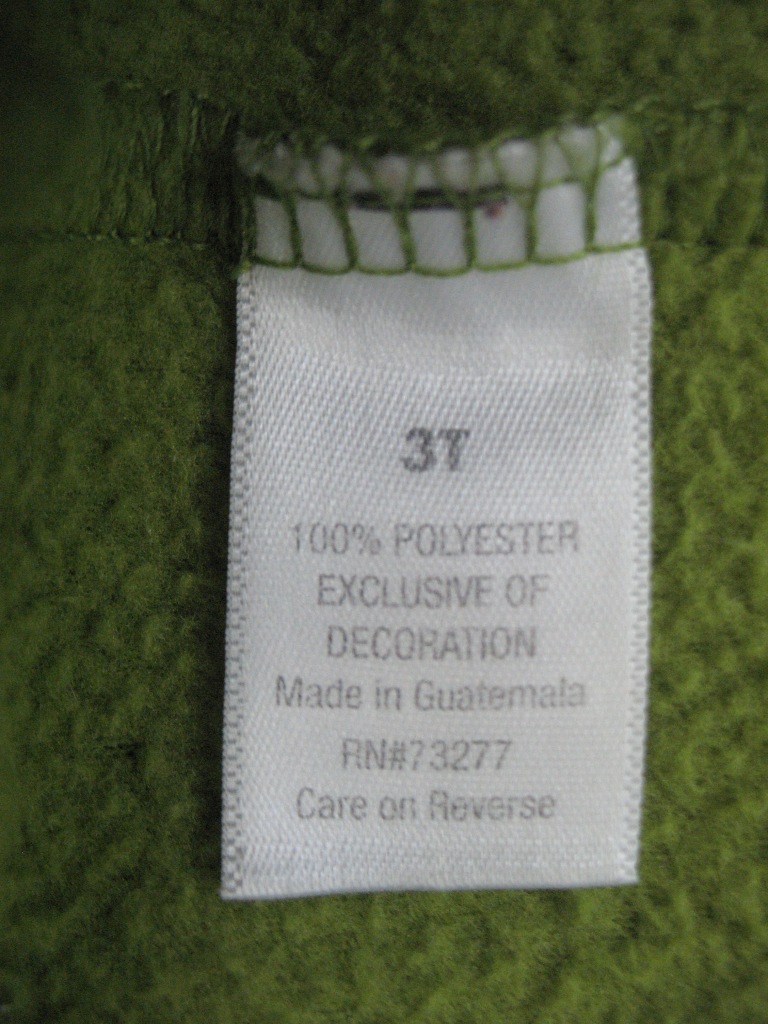 3T
100% POLYESTER
EXCLUSIVE OF
DECORATION
Made in Guatemala
RN#73277
Care on Reverse